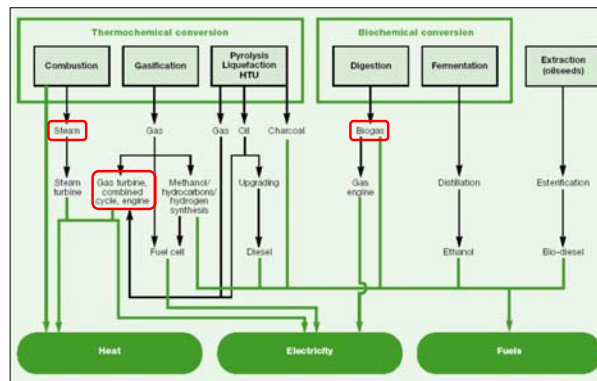 Thermochemical conversion
Biochemical conversion
Combustion
Gasification
Pyrolysis
Liquefaction
HTU
Digestion
Fermentation
Extraction
(oilseeds)
Steam
Gas
Gas
Oil
Charcoal
Biogas
Steam
turbine
Gas turbine,
combined
cycle, engine
Methanol/
hydrocarbons/
hydrogen
synthesis
Upgrading
Gas
engine
Distillation
Esterification
Fuel cell
Diesel
Ethanol
Bio-diesel
Heat
Electricity
Fuels